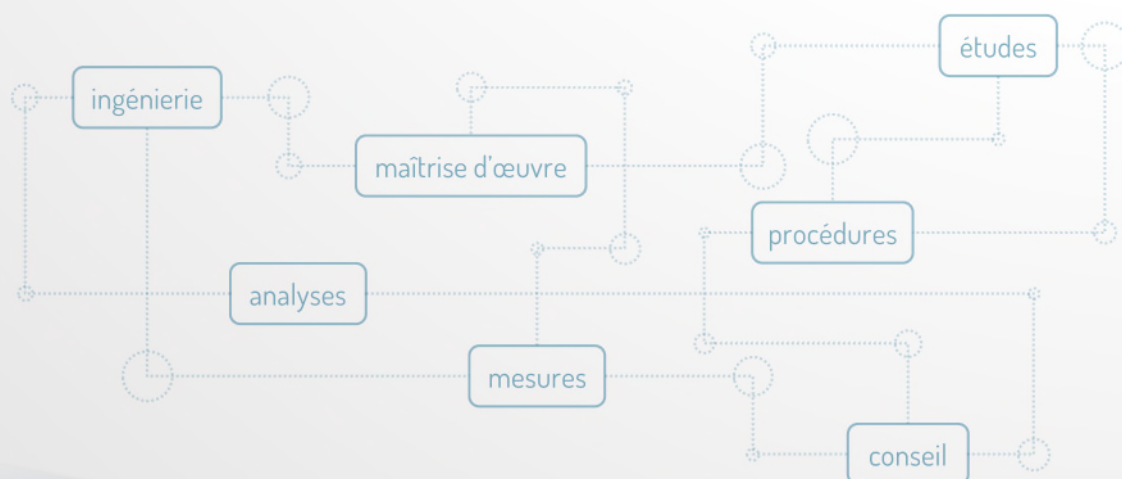 études
ingénierie
maîtrise d'œuvre
procédures
analyses
mesures
conseil